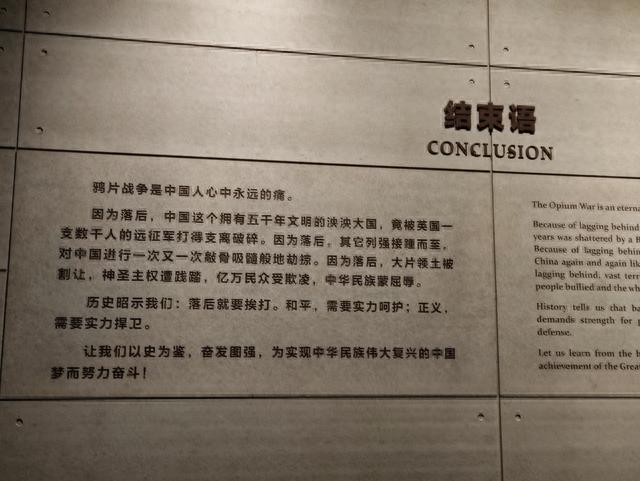 结束语
CONCLUSION
鸦片战争是中国人心中永远的痛。
因为落后，中国这个拥有五千年文明的泱泱大国，竟被英国一
支数千人的远征军打得支离破碎。因为落后，其它列强接踵而至，
对中国进行一次又一次敲骨吸髓般地劫掠。因为落后，大片领土被
割让，神圣主权遭践踏，亿万民众受欺凌，中华民族蒙屈辱。
历史昭示我们：落后就要挨打。和平，需要实力呵护；正义，
需要实力捍卫。
让我们以史为鉴，奋发图强，为实现中华民族伟大复兴的中国
梦而努力奋斗！
The Opium War is an eterna
Because of lagging behind
years was shattered by a B
Because of lagging behin
China again and again lik
lagging behind, vast terr
people bullied and the wh
History tells us that ba
demands strength for p
defense.
Let us learn from the h
achievement of the Grea